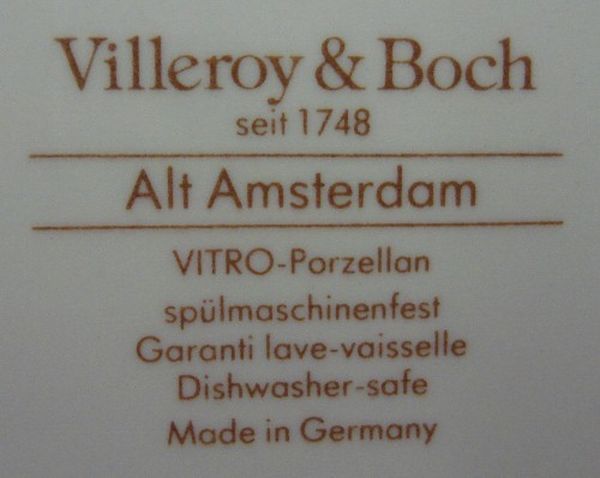 Villeroy & Boch
seit 1748
Alt Amsterdam
VITRO-Porzellan
spülmaschinenfest
Garanti lave-vaisselle
Dishwasher-safe
Made in Germany